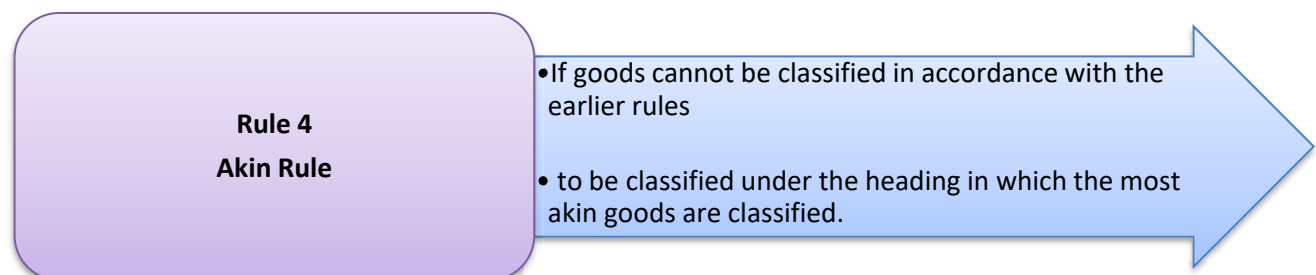 Rule 4
Akin Rule
•If goods cannot be classified in accordance with the
earlier rules
• to be classified under the heading in which the most
akin goods are classified.